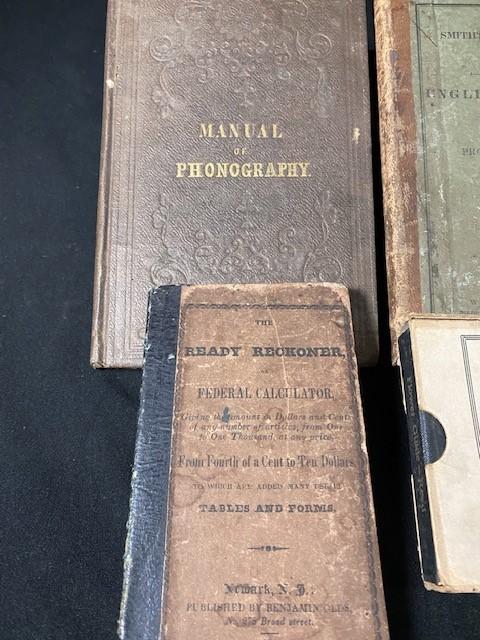 MANUAL
OF
PHONOGRAPHY.
SMITH'S
ENGLI
PRO
THE
READY RECKONER,
FEDERAL CALCULATOR,
Giving the amount in Dollars and Cents
of any number of articles, from One
to One Thousand, at any price,
From Fourth of a Cent to Ten Dollars.
TO WHICH ARE ADDED MANY USEFUL
TABLES AND FORMS.
Newark, N. J.:
PUBLISHED BY BENJAMIN OLDS,
No. 275 Broad street.